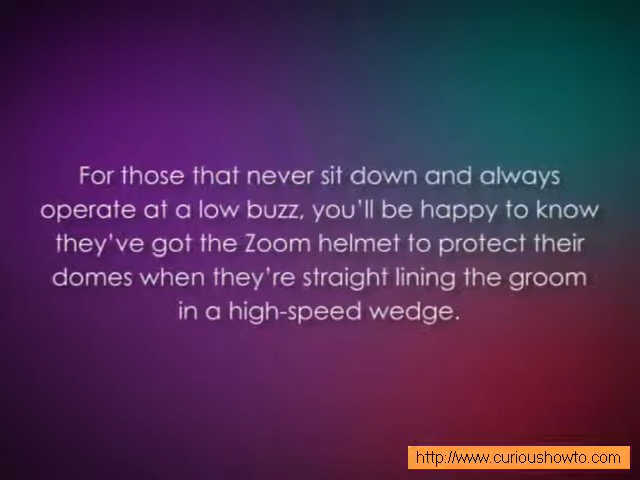 For those that never sit down and always
operate at a low buzz, you'll be happy to know
they've got the Zoom helmet to protect their
domes when they're straight lining the groom
in a high-speed wedge.
http://www.curioushowto.com